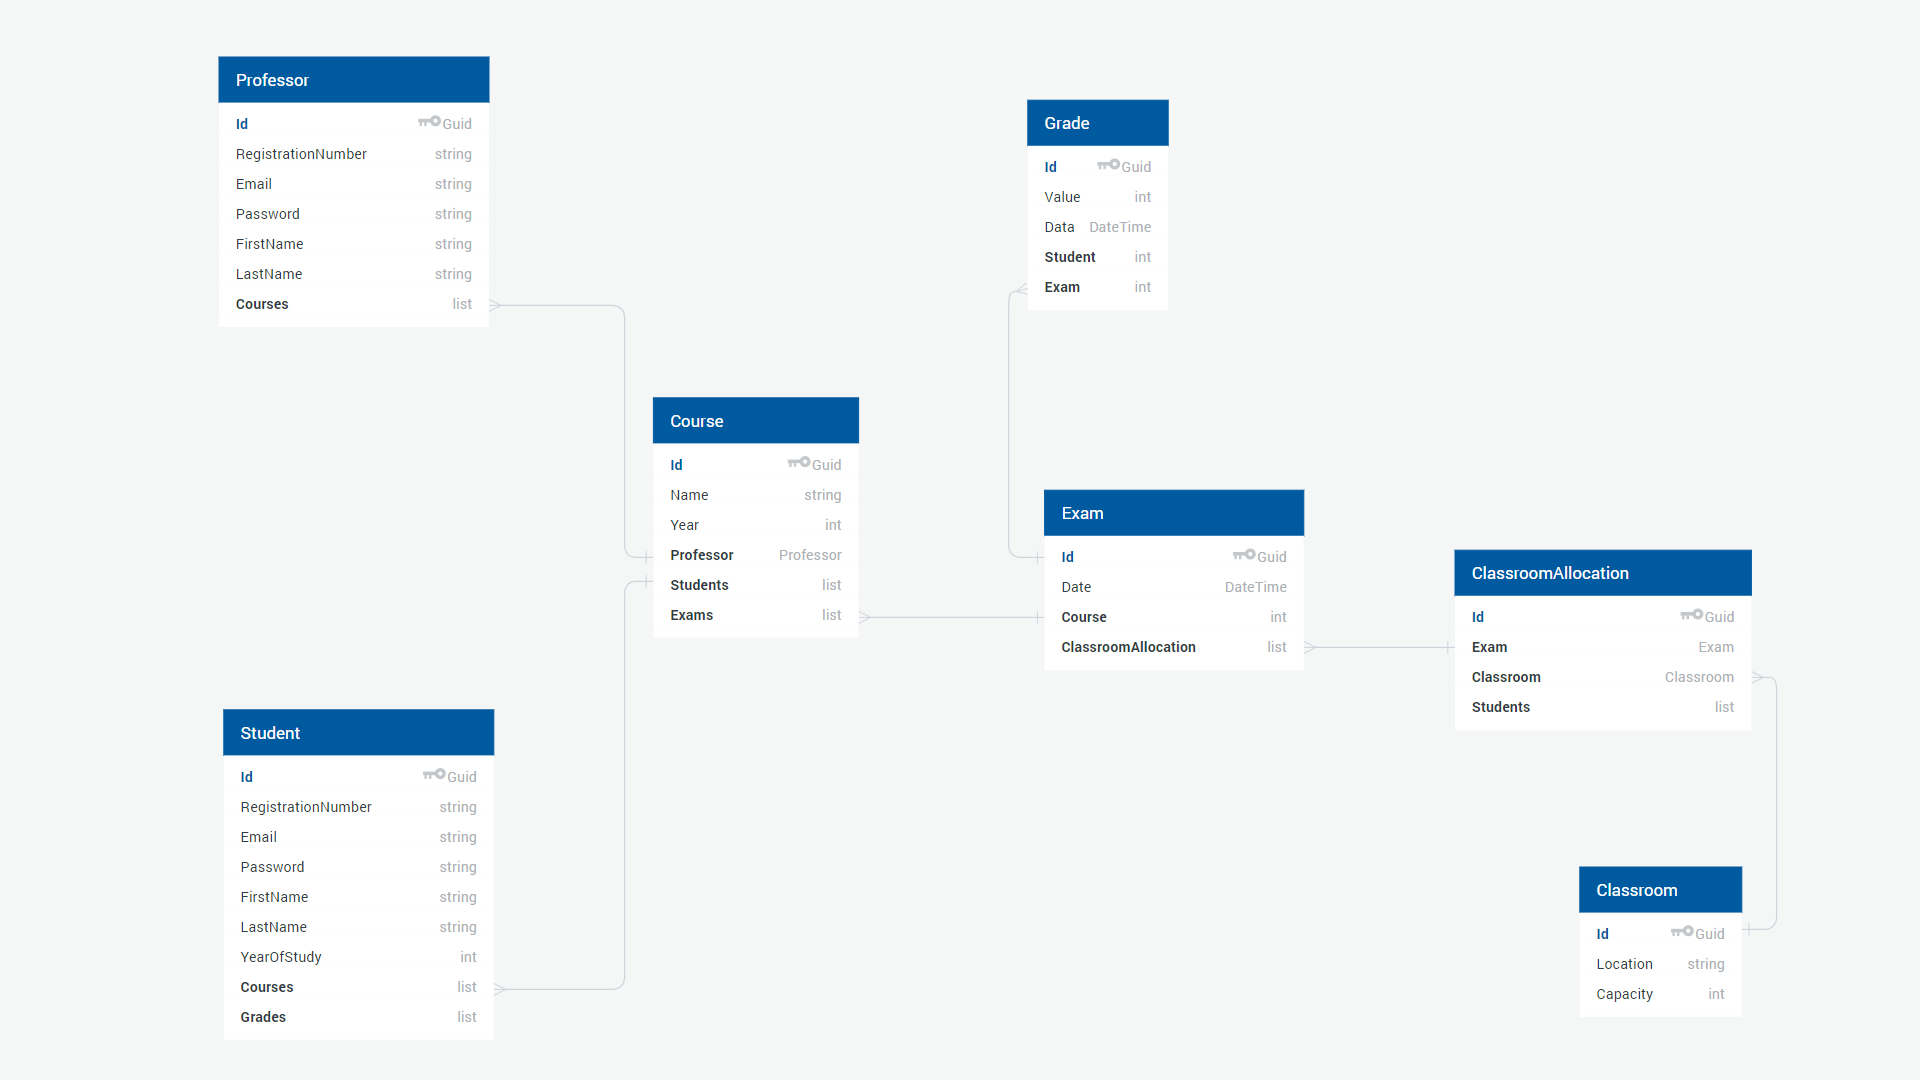 Professor
Id Guid
RegistrationNumber string
Email string
Password string
FirstName string
LastName string
Courses list
Grade
Id Guid
Value int
Data DateTime
Student int
Exam int
Course
Id Guid
Name string
Year int
Professor Professor
Students list
Exams list
Exam
Id Guid
Date DateTime
Course int
ClassroomAllocation list
ClassroomAllocation
Id Guid
Exam Exam
Classroom Classroom
Students list
Student
Id Guid
RegistrationNumber string
Email string
Password string
FirstName string
LastName string
YearOfStudy int
Courses list
Grades list
Classroom
Id Guid
Location string
Capacity int